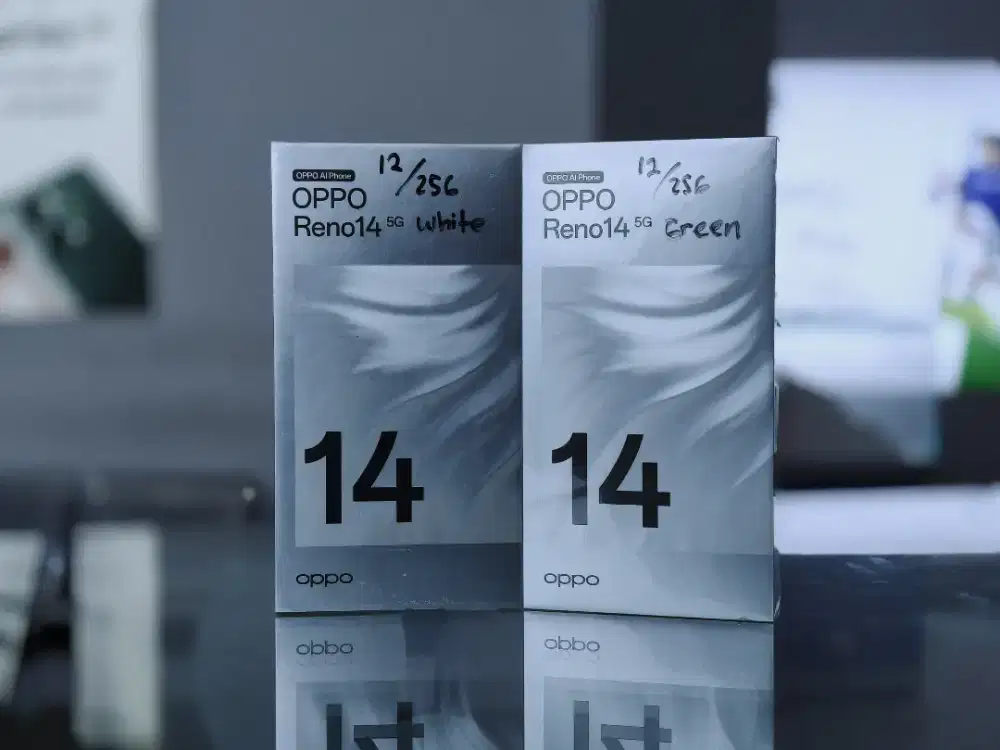 OPPO AI Phone
12/256
OPPO
Reno14 5G White
14
oppo
OPPO AI Phone
12/256
OPPO
Reno14 5G Green
14
oppo